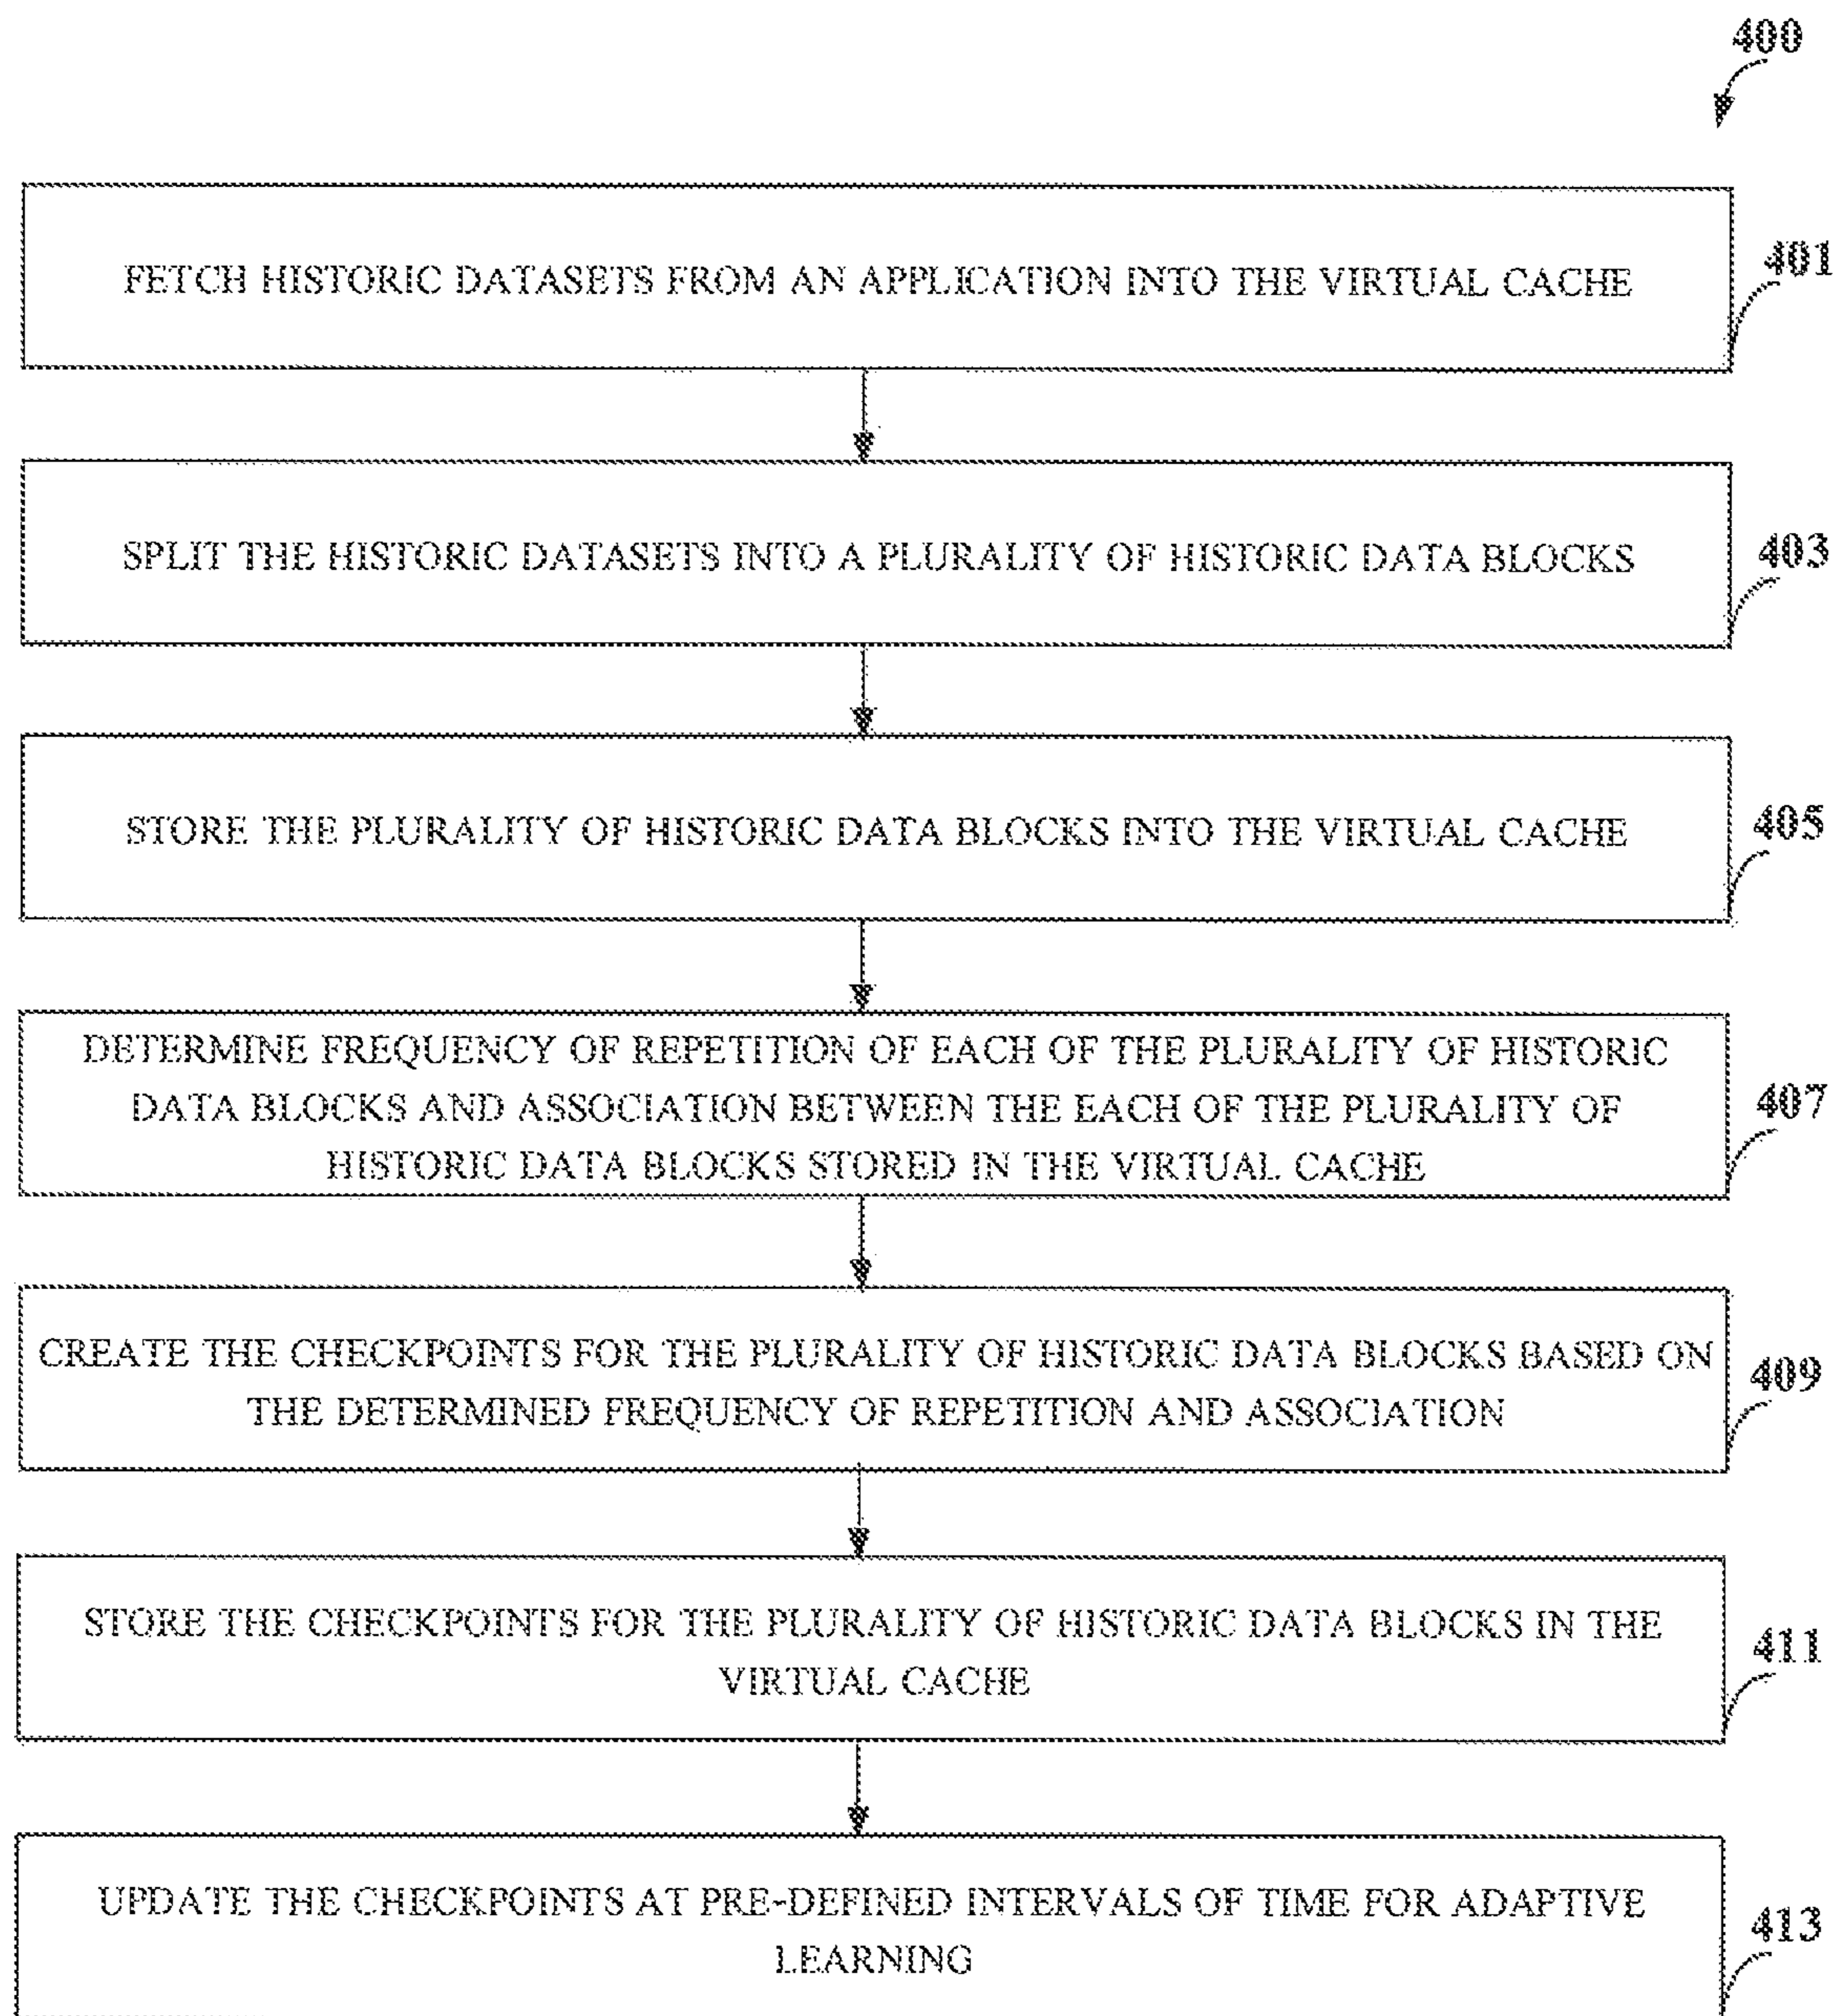 400
FETCH HISTORIC DATASETS FROM AN APPLICATION INTO THE VIRTUAL CACHE
401
SPLIT THE HISTORIC DATASETS INTO A PLURALITY OF HISTORIC DATA BLOCKS
403
STORE THE PLURALITY OF HISTORIC DATA BLOCKS INTO THE VIRTUAL CACHE
405
DETERMINE FREQUENCY OF REPETITION OF EACH OF THE PLURALITY OF HISTORIC
DATA BLOCKS AND ASSOCIATION BETWEEN THE EACH OF THE PLURALITY OF
HISTORIC DATA BLOCKS STORED IN THE VIRTUAL CACHE
407
CREATE THE CHECKPOINTS FOR THE PLURALITY OF HISTORIC DATA BLOCKS BASED ON
THE DETERMINED FREQUENCY OF REPETITION AND ASSOCIATION
409
STORE THE CHECKPOINTS FOR THE PLURALITY OF HISTORIC DATA BLOCKS IN THE
VIRTUAL CACHE
411
UPDATE THE CHECKPOINTS AT PRE-DEFINED INTERVALS OF TIME FOR ADAPTIVE
LEARNING
413